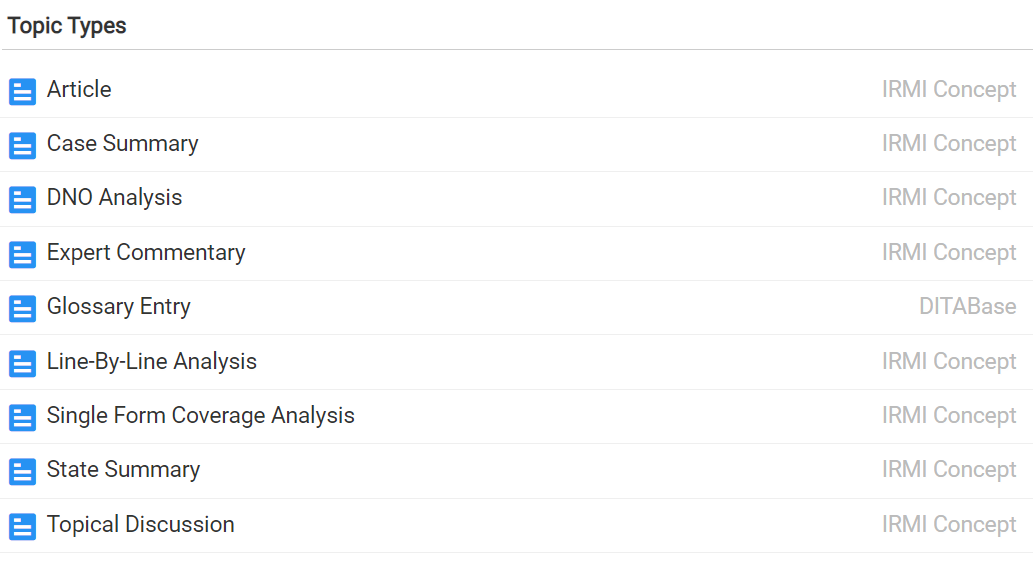 Topic Types
Article IRMI Concept
Case Summary IRMI Concept
DNO Analysis IRMI Concept
Expert Commentary IRMI Concept
Glossary Entry DITABase
Line-By-Line Analysis IRMI Concept
Single Form Coverage Analysis IRMI Concept
State Summary IRMI Concept
Topical Discussion IRMI Concept